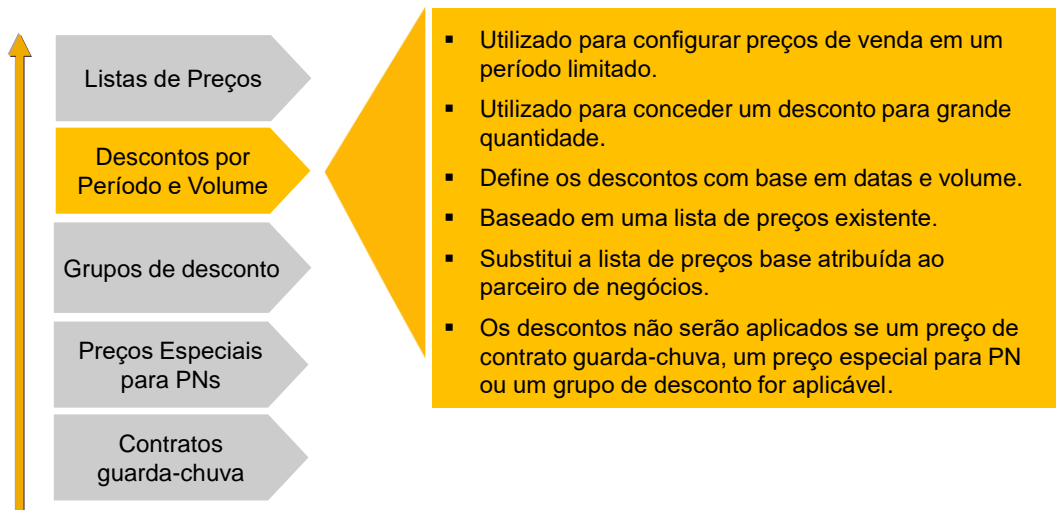 Listas de Preços
Descontos por
Período e Volume
Grupos de desconto
Preços Especiais
para PNs
Contratos
guarda-chuva
▪ Utilizado para configurar preços de venda em um
período limitado.
▪ Utilizado para conceder um desconto para grande
quantidade.
▪ Define os descontos com base em datas e volume.
▪ Baseado em uma lista de preços existente.
▪ Substitui a lista de preços base atribuída ao
parceiro de negócios.
▪ Os descontos não serão aplicados se um preço de
contrato guarda-chuva, um preço especial para PN
ou um grupo de desconto for aplicável.